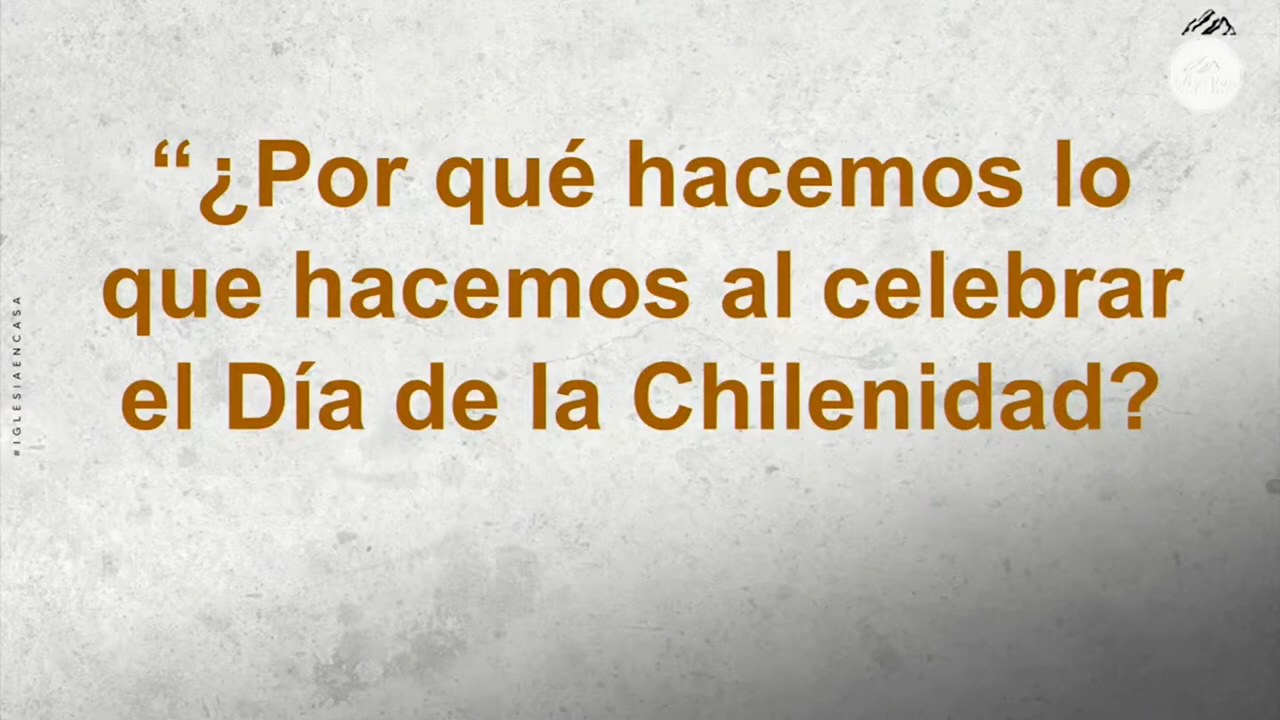 “¿Por qué hacemos lo
que hacemos al celebrar
el Día de la Chilenidad?
#IGLESIAENCASA